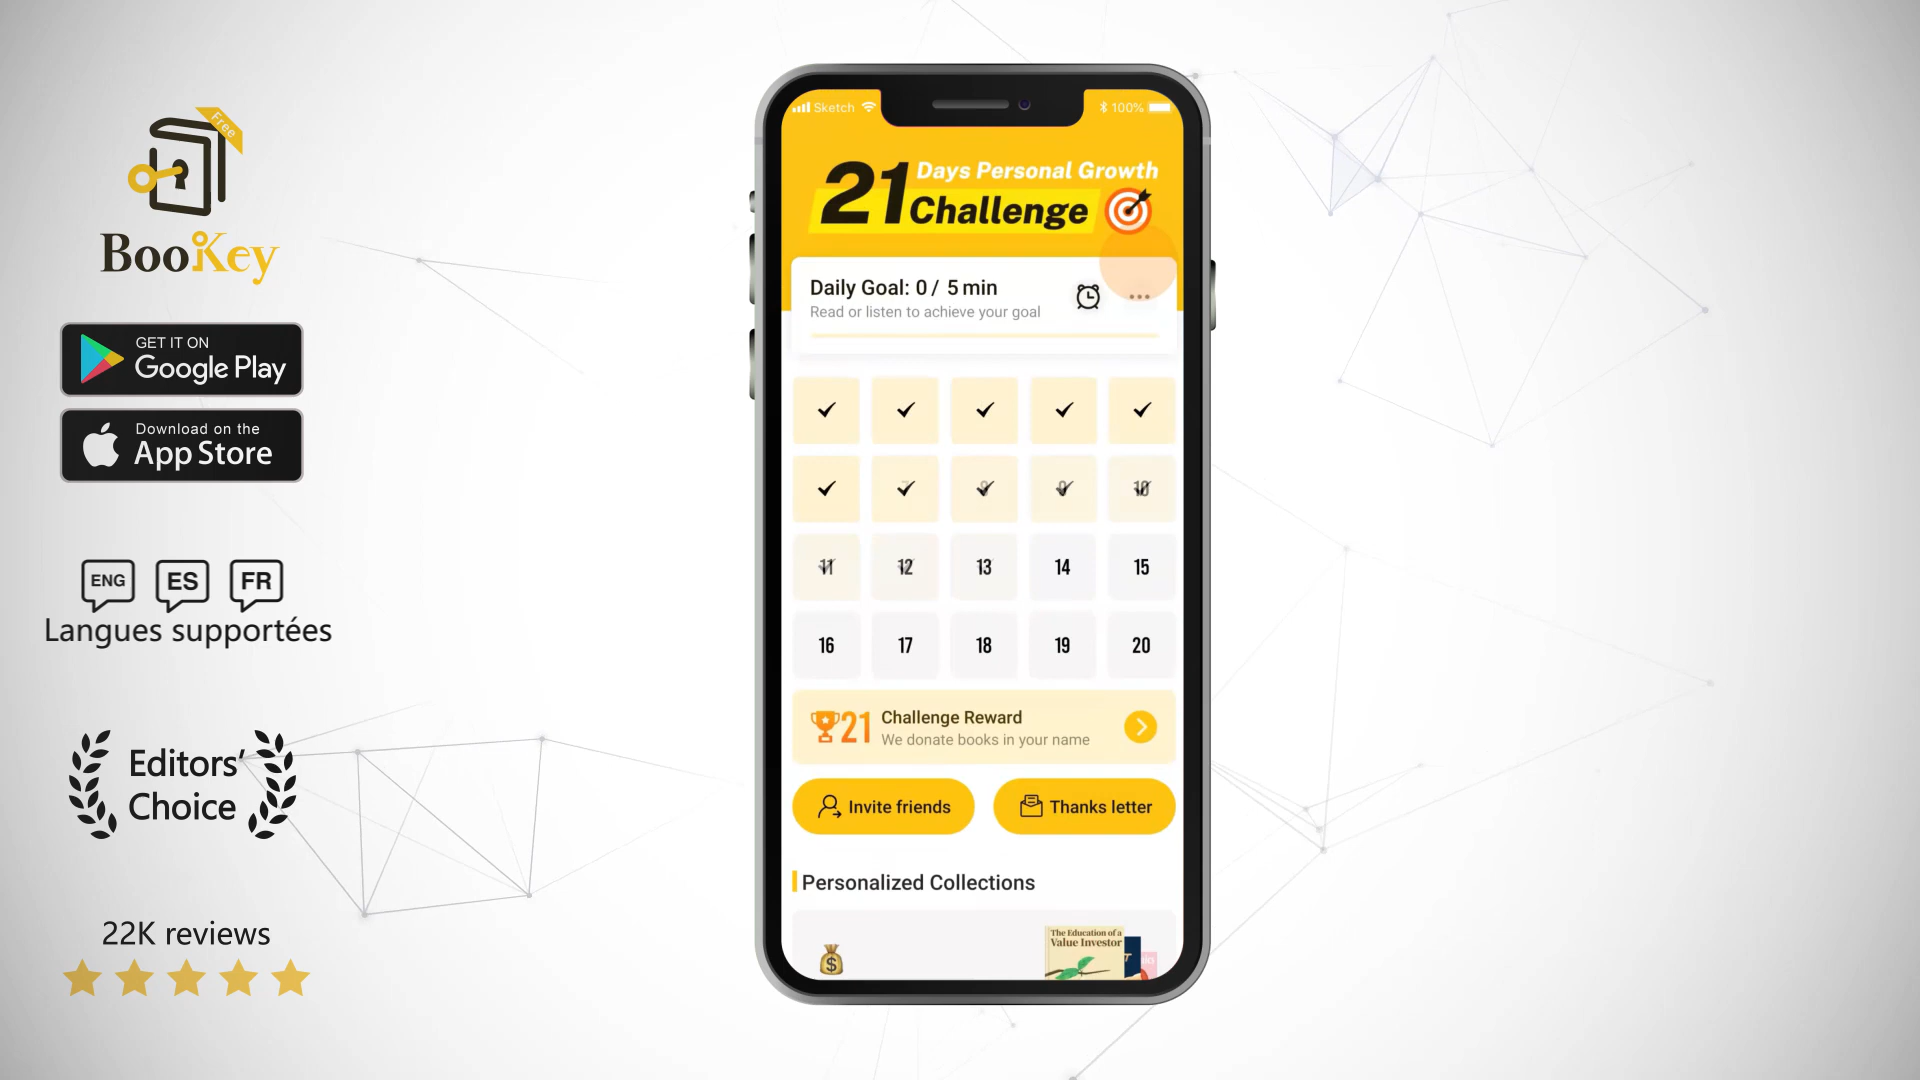 Free
BooKey
GET IT ON
Google Play
Download on the
App Store
ENG ES FR
Langues supportées
Editors'
Choice
22K reviews
Sketch 100%
21 Days Personal Growth
Challenge
Daily Goal: 0 / 5 min
Read or listen to achieve your goal
10
11 12 13 14 15
16 17 18 19 20
21 Challenge Reward
We donate books in your name
Invite friends Thanks letter
Personalized Collections
The Education of a
Value Investor